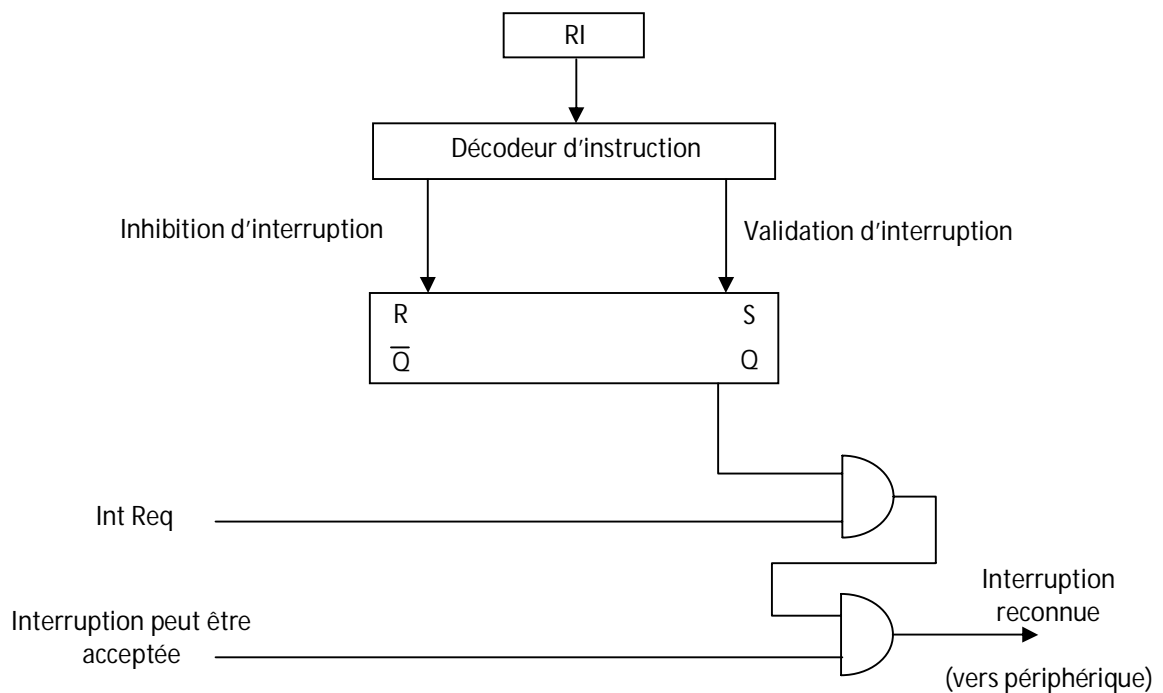 RI
Décodeur d'instruction
Inhibition d'interruption
Validation d'interruption
R
S
Q̅
Q
Int Req
Interruption peut être
acceptée
Interruption
reconnue
(vers périphérique)